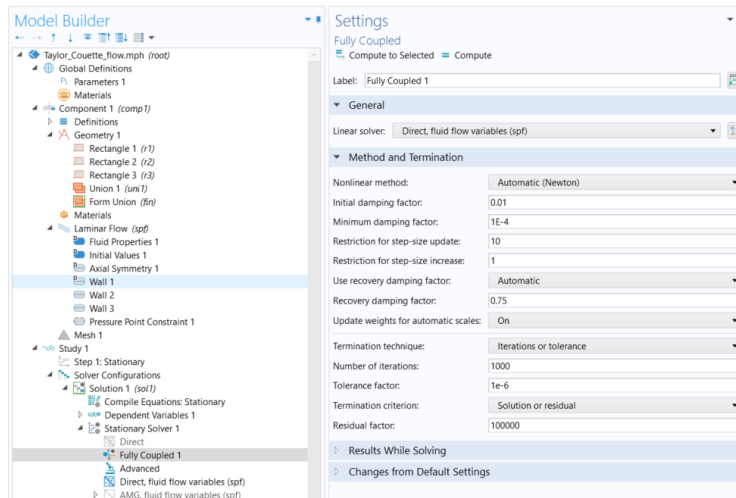 Model Builder
Taylor_Couette_flow.mph (root)
Global Definitions
Pi Parameters 1
Materials
Component 1 (comp1)
Definitions
Geometry 1
Rectangle 1 (r1)
Rectangle 2 (r2)
Rectangle 3 (r3)
Union 1 (uni1)
Form Union (fin)
Materials
Laminar Flow (spf)
Fluid Properties 1
Initial Values 1
Axial Symmetry 1
Wall 1
Wall 2
Wall 3
Pressure Point Constraint 1
Mesh 1
Study 1
Step 1: Stationary
Solver Configurations
Solution 1 (sol1)
Compile Equations: Stationary
Dependent Variables 1
Stationary Solver 1
Direct
Fully Coupled 1
Advanced
Direct, fluid flow variables (spf)
AMG, fluid flow variables (spf)
Settings
Fully Coupled
Compute to Selected = Compute
Label: Fully Coupled 1
General
Linear solver: Direct, fluid flow variables (spf)
Method and Termination
Nonlinear method: Automatic (Newton)
Initial damping factor: 0.01
Minimum damping factor: 1E-4
Restriction for step-size update: 10
Restriction for step-size increase: 1
Use recovery damping factor: Automatic
Recovery damping factor: 0.75
Update weights for automatic scales: On
Termination technique: Iterations or tolerance
Number of iterations: 1000
Tolerance factor: 1e-6
Termination criterion: Solution or residual
Residual factor: 100000
Results While Solving
Changes from Default Settings